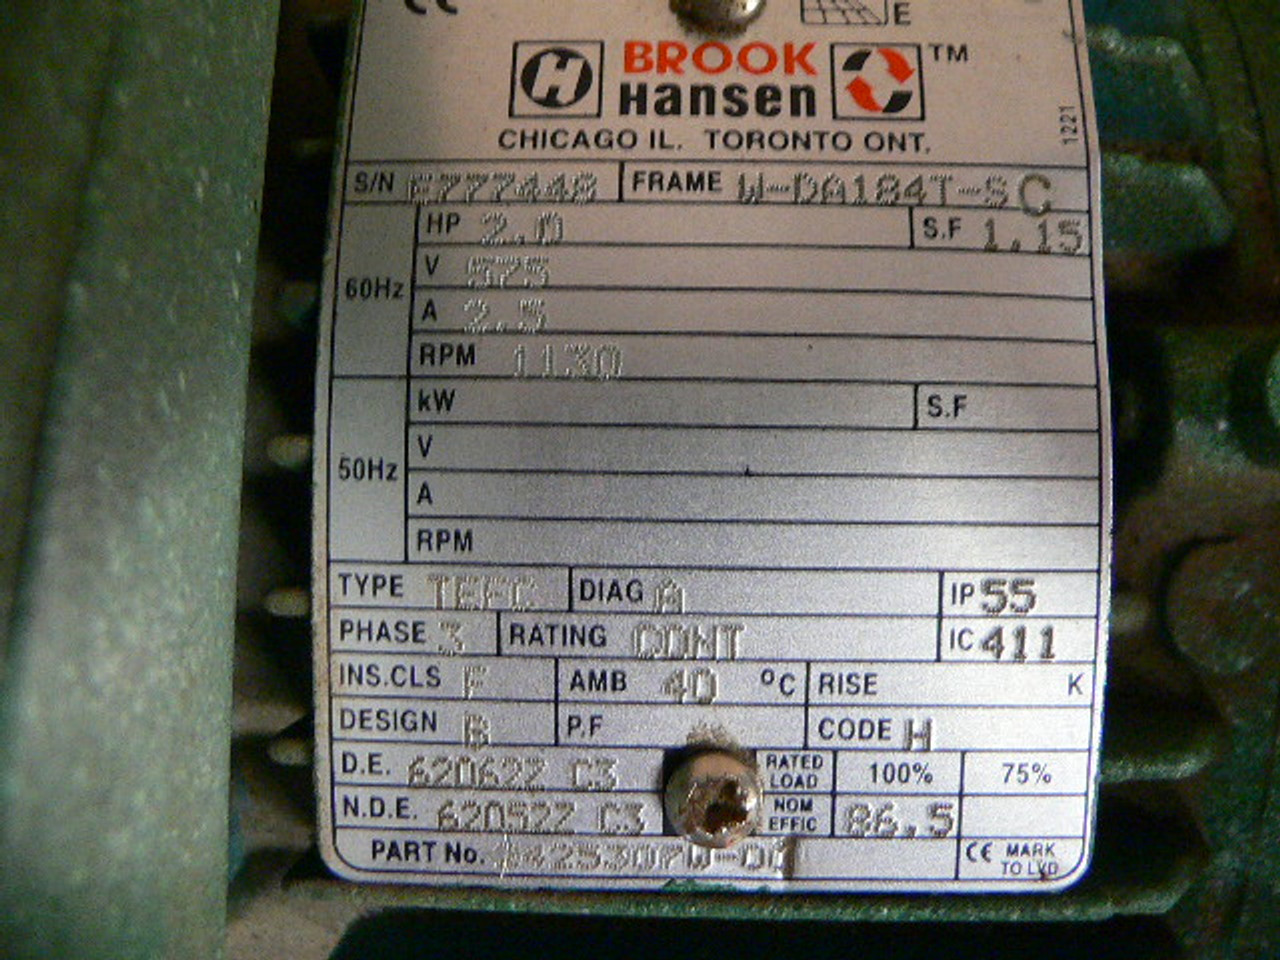 CE
E
BROOK
Hansen
TM
CHICAGO IL. TORONTO ONT.
1221
S/N E777448 FRAME W-DA184T-SC
60Hz
HP 2.0 S.F 1.15
V 575
A 2.5
RPM 1130
50Hz
kW S.F
V
A
RPM
TYPE TEFC DIAG A IP 55
PHASE 3 RATING CONT IC 411
INS.CLS F AMB 40 °C RISE K
DESIGN B P.F CODE H
D.E. 62062Z C3 RATED LOAD 100% 75%
N.D.E. 62052Z C3 NOM EFFIC 86.5
PART No. CE MARK TO LVD